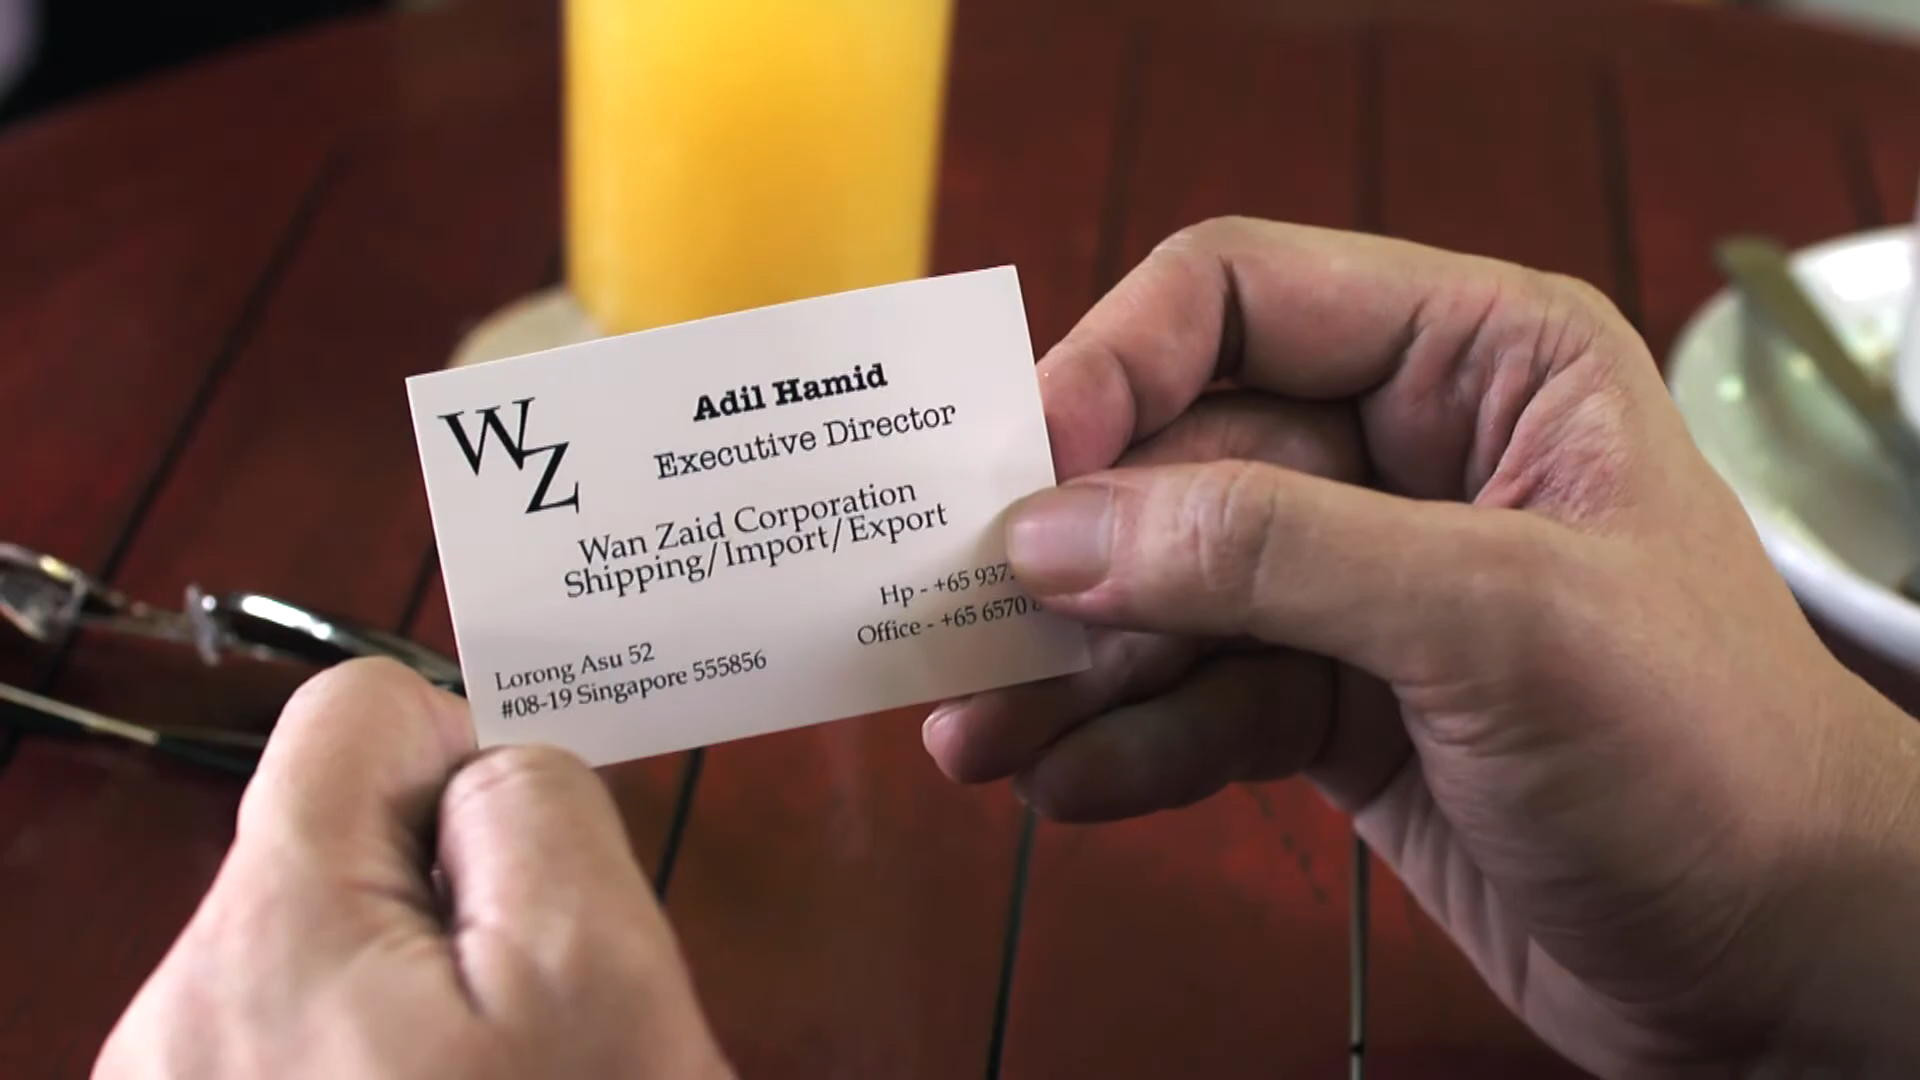 WZ
Adil Hamid
Executive Director
Wan Zaid Corporation
Shipping/Import/Export
Hp - +65 937
Office - +65 6570
Lorong Asu 52
#08-19 Singapore 555856